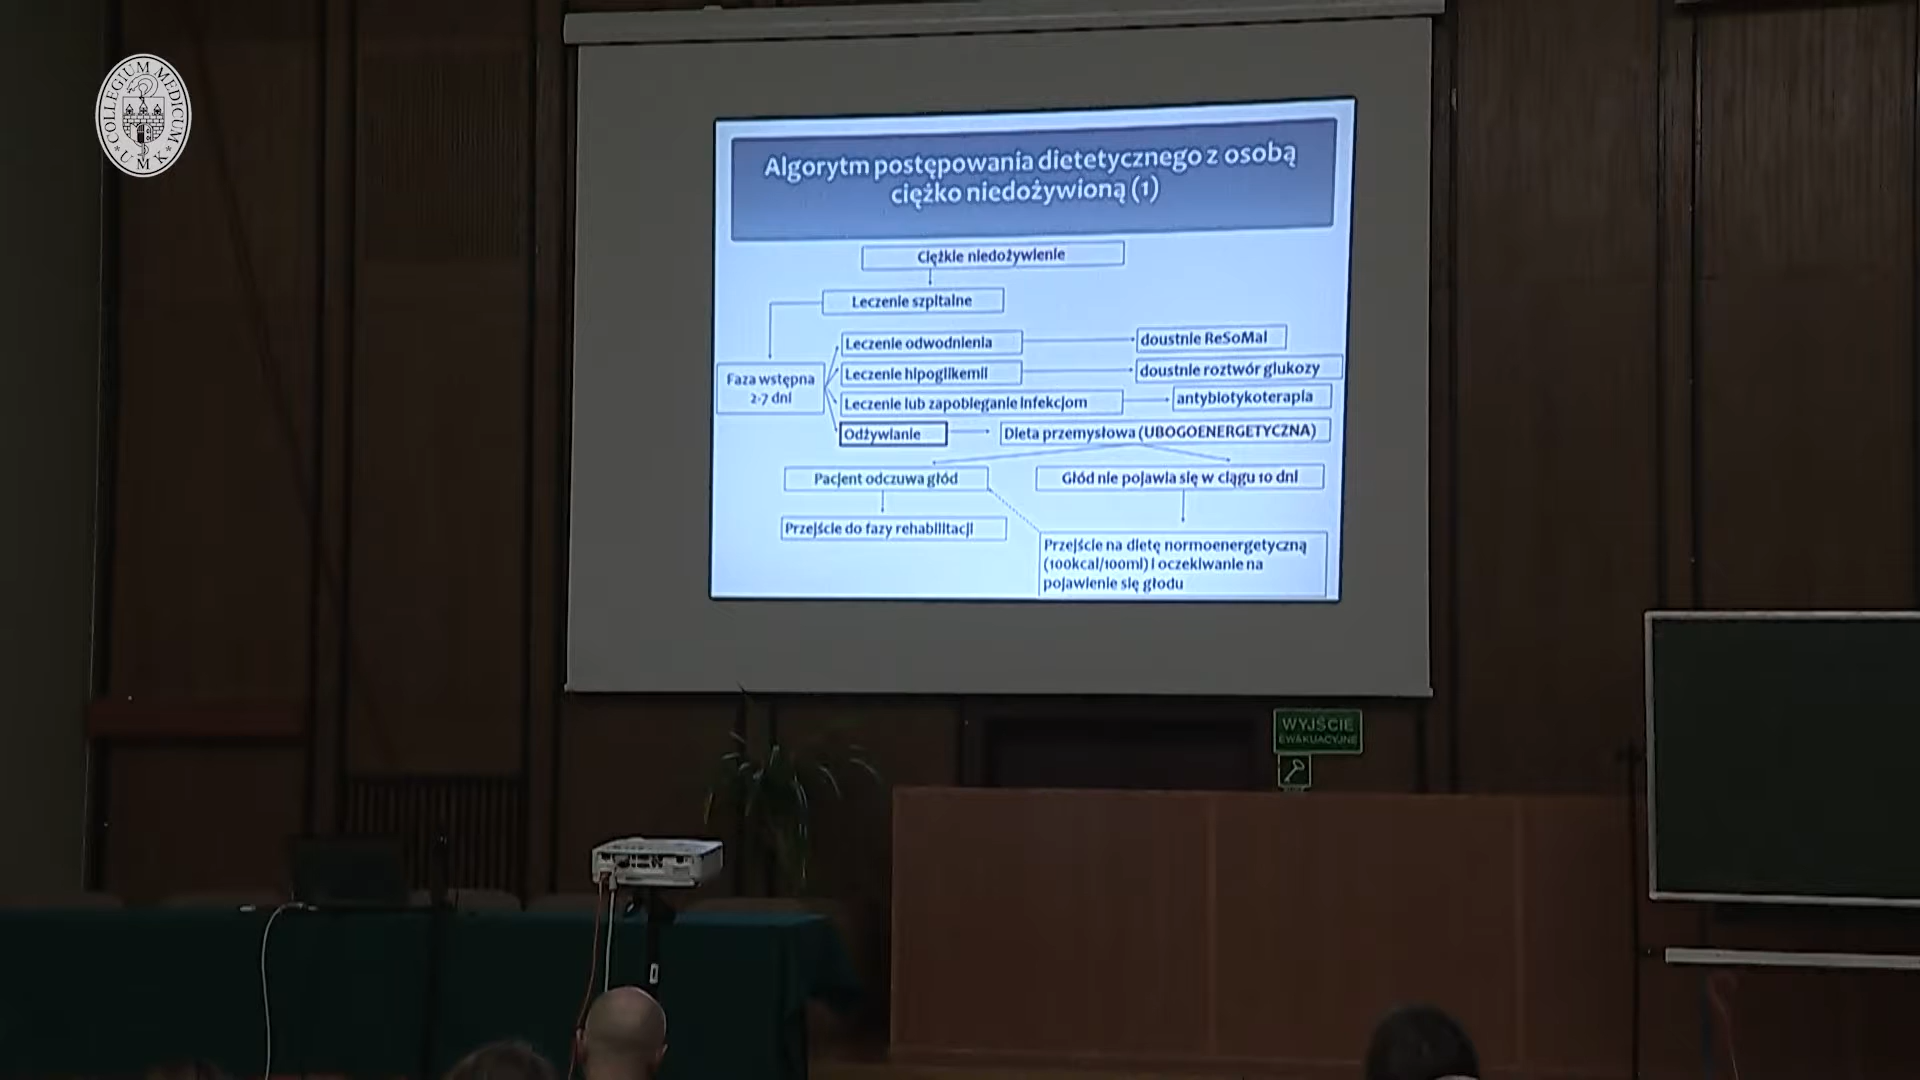 COLLEGIUM MEDICUM
* UMK *
Algorytm postępowania dietetycznego z osobą
ciężko niedożywioną (1)
Ciężkie niedożywienie
Leczenie szpitalne
Faza wstępna
2-7 dni
Leczenie odwodnienia
doustnie ReSoMal
Leczenie hipoglikemii
doustnie roztwór glukozy
Leczenie lub zapobieganie infekcjom
antybiotykoterapia
Odżywianie
Dieta przemysłowa (UBOGOENERGETYCZNA)
Pacjent odczuwa głód
Głód nie pojawia się w ciągu 10 dni
Przejście do fazy rehabilitacji
Przejście na dietę normoenergetyczną
(100kcal/100ml) i oczekiwanie na
pojawienie się głodu
WYJŚCIE
EWAKUACYJNE